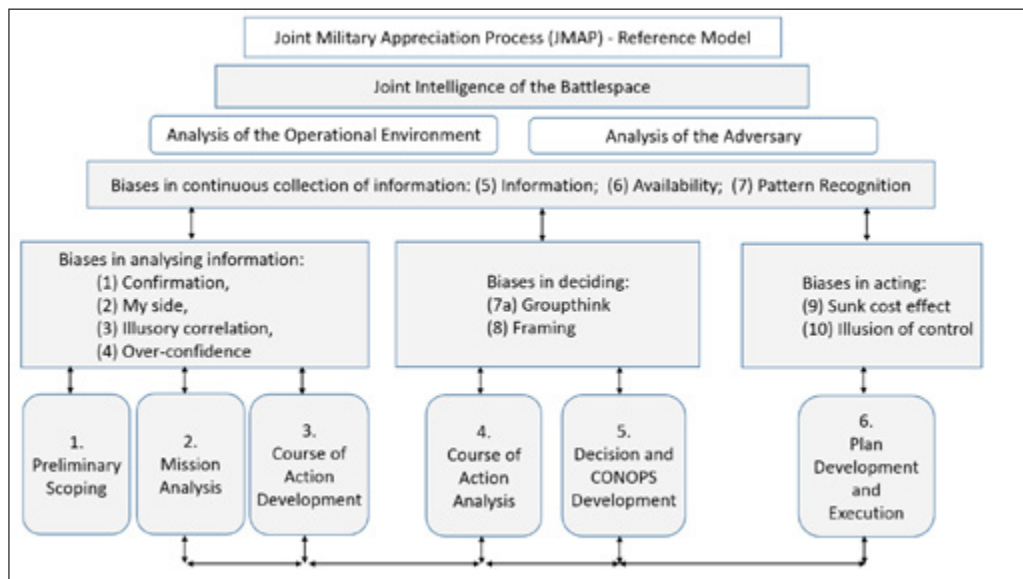 Joint Military Appreciation Process (JMAP) - Reference Model
Joint Intelligence of the Battlespace
Analysis of the Operational Environment
Analysis of the Adversary
Biases in continuous collection of information: (5) Information; (6) Availability; (7) Pattern Recognition
Biases in analysing information:
(1) Confirmation,
(2) My side,
(3) Illusory correlation,
(4) Over-confidence
Biases in deciding:
(7a) Groupthink
(8) Framing
Biases in acting:
(9) Sunk cost effect
(10) Illusion of control
1.
Preliminary
Scoping
2.
Mission
Analysis
3.
Course of
Action
Development
4.
Course of
Action
Analysis
5.
Decision and
CONOPS
Development
6.
Plan
Development
and
Execution